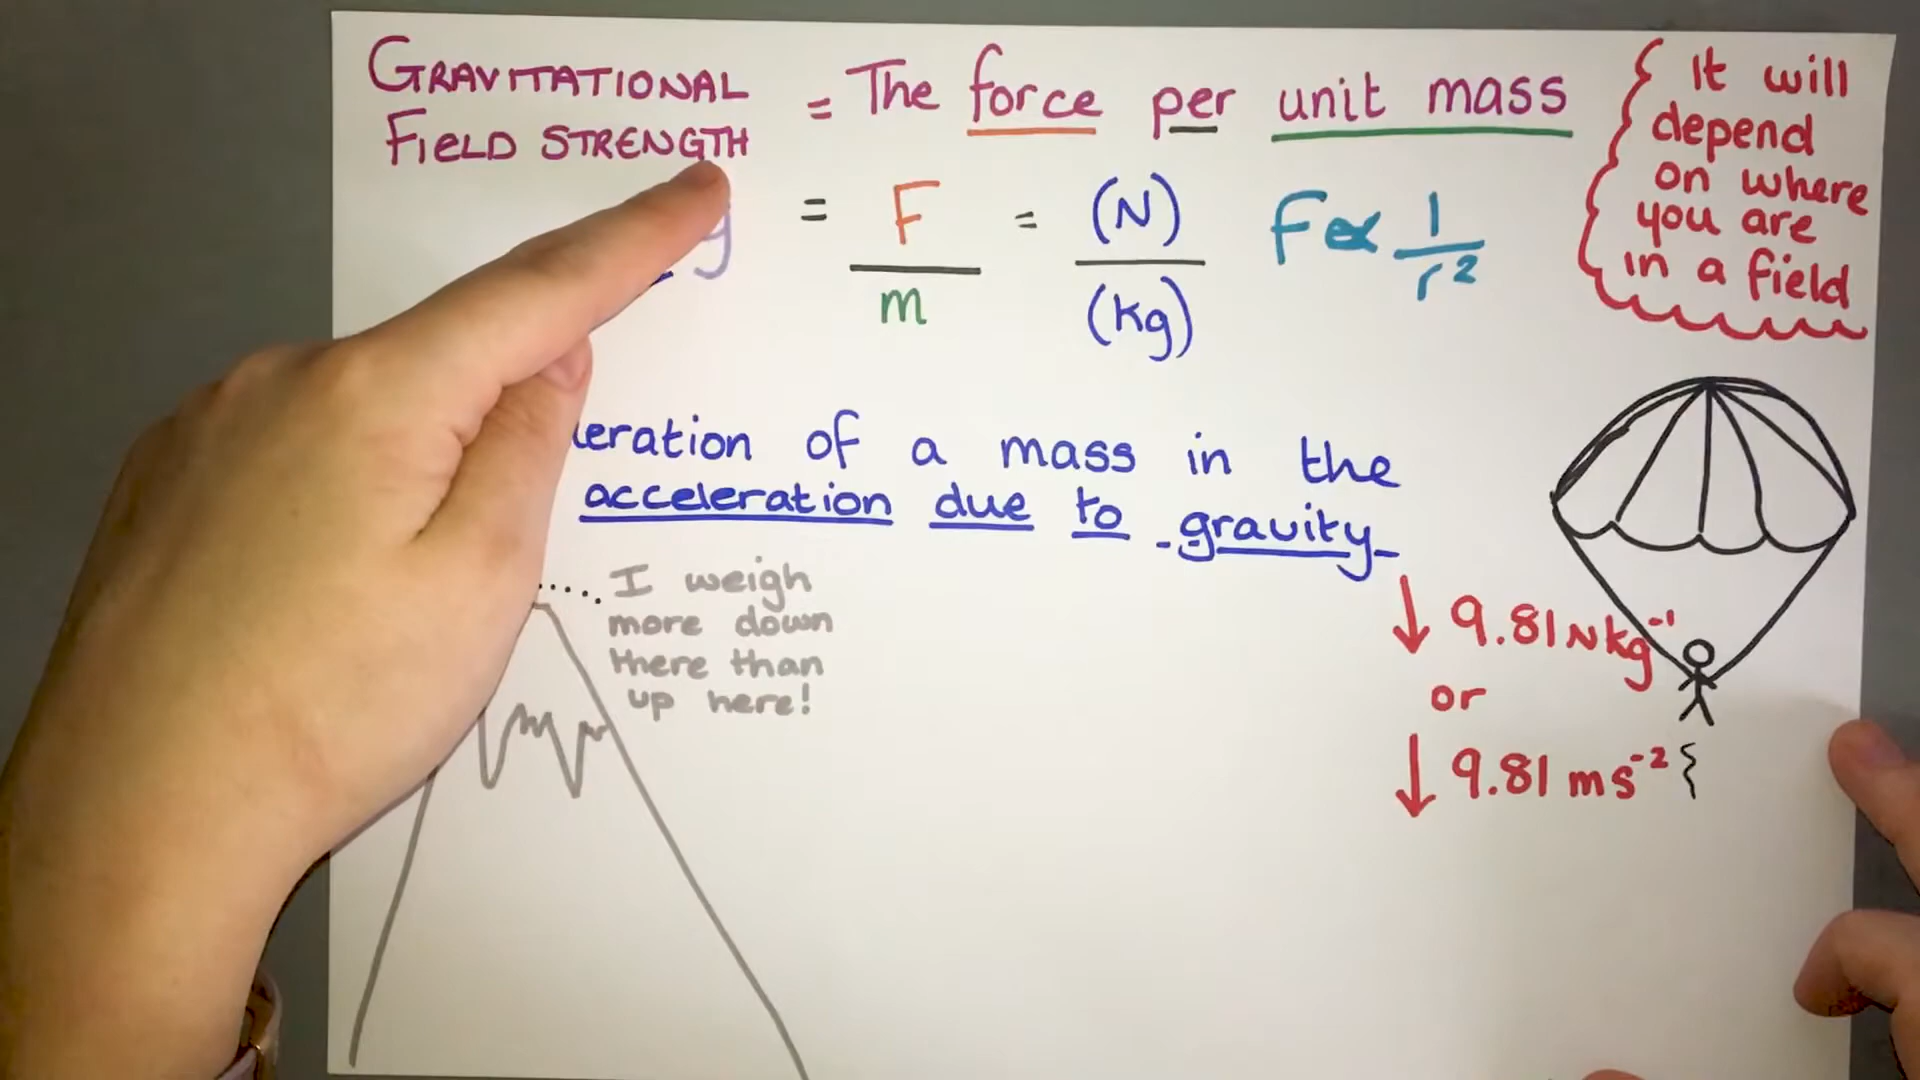 GRAVITATIONAL
FIELD STRENGTH
= The force per unit mass
g = F/m = (N)/(kg)
F ∝ 1/r²
It will
depend
on where
you are
in a field
of a mass in the
acceleration due to gravity
I weigh
more down
there than
up here!
↓ 9.81 Nkg⁻¹
or
↓ 9.81 ms⁻²